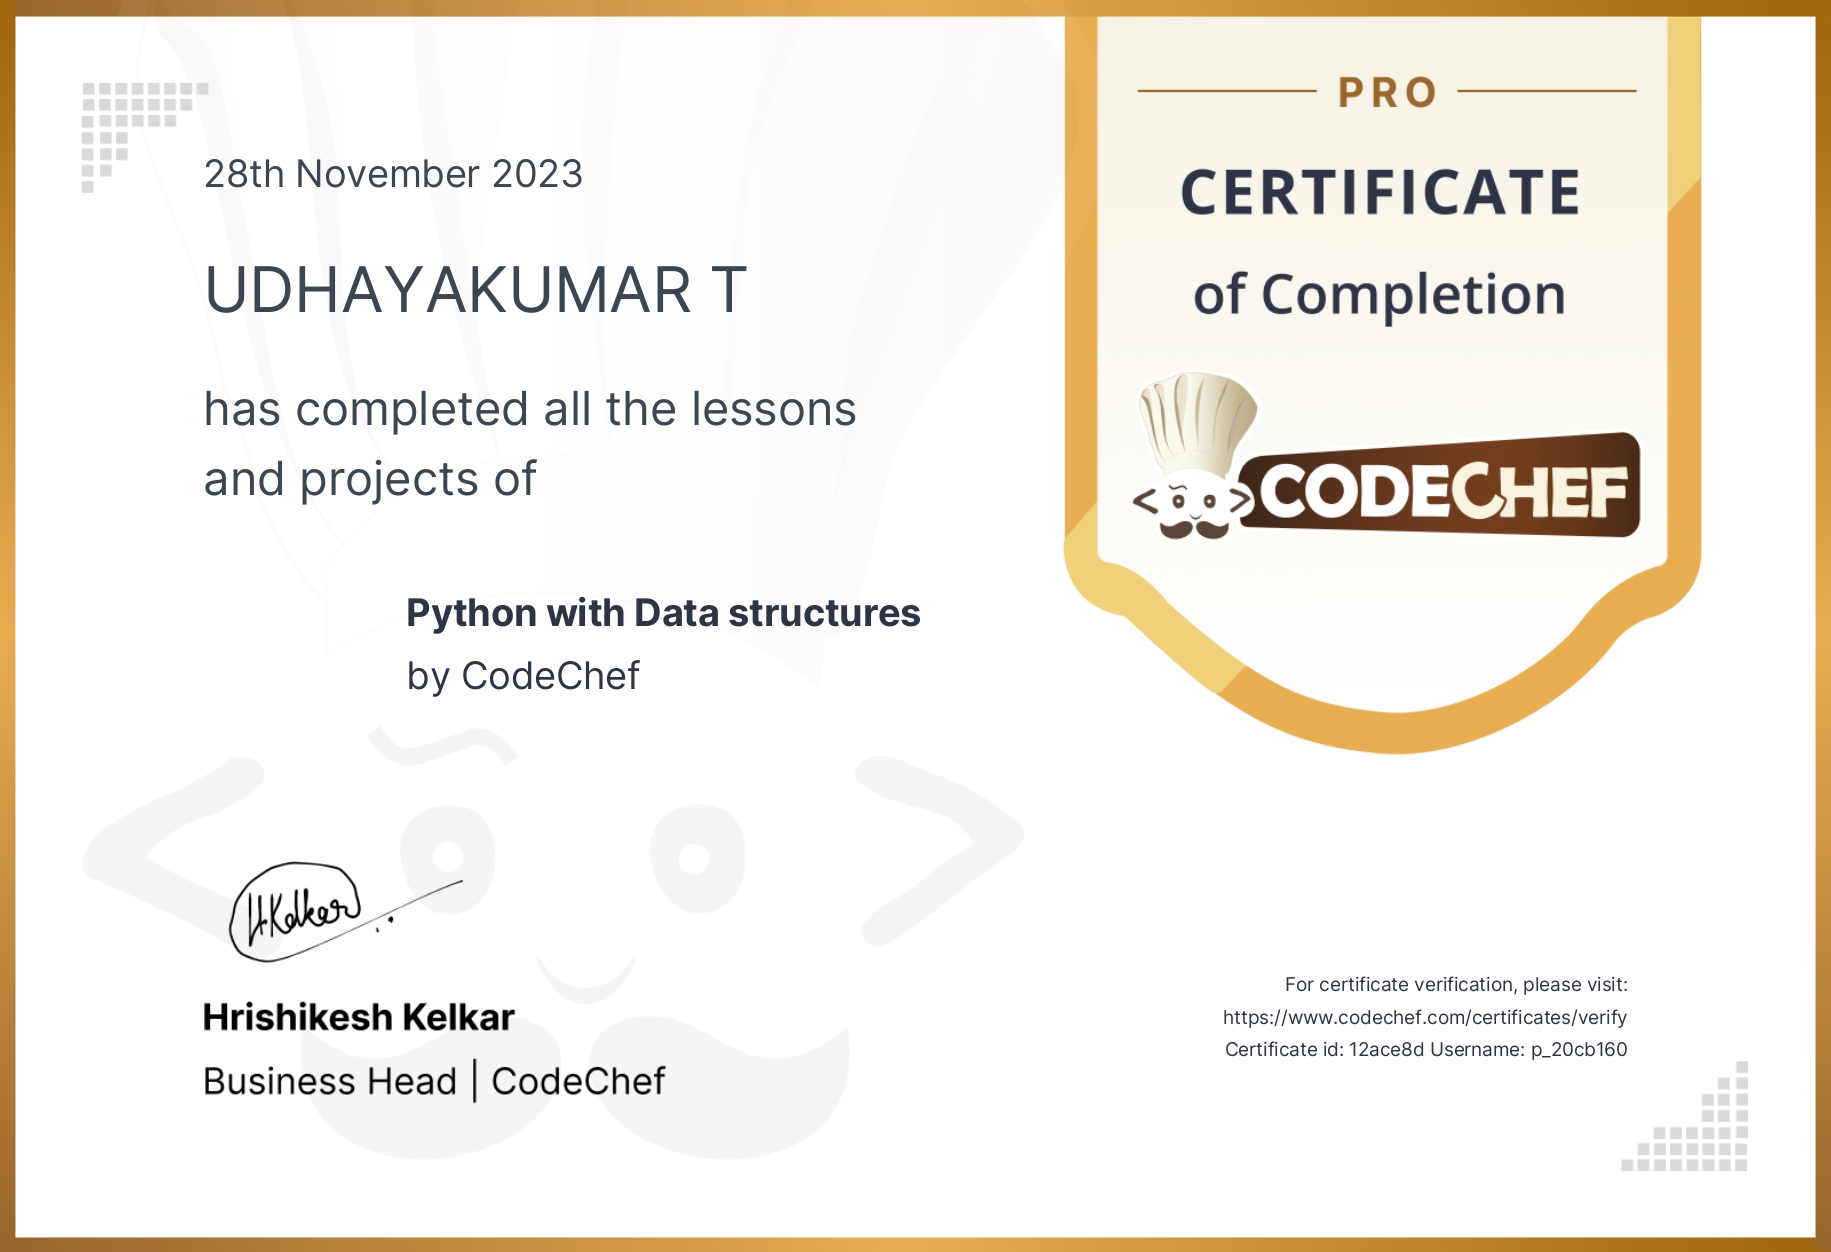 28th November 2023
UDHAYAKUMAR T
has completed all the lessons
and projects of
Python with Data structures
by CodeChef
H Kelkar
Hrishikesh Kelkar
Business Head | CodeChef
PRO
CERTIFICATE
of Completion
CODECHEF
For certificate verification, please visit:
https://www.codechef.com/certificates/verify
Certificate id: 12ace8d Username: p_20cb160